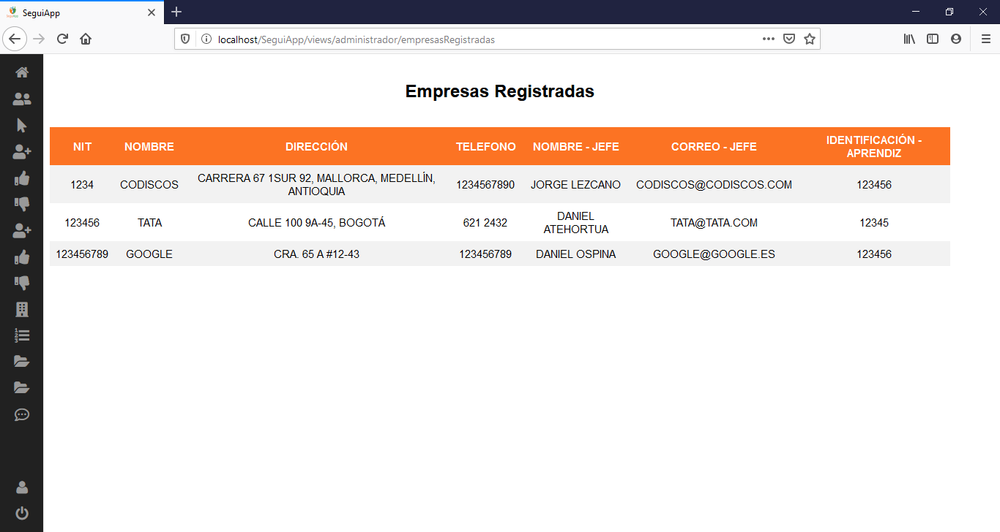 SeguiApp
localhost/SeguiApp/views/administrador/empresasRegistradas
Empresas Registradas
NIT NOMBRE DIRECCIÓN TELEFONO NOMBRE - JEFE CORREO - JEFE IDENTIFICACIÓN - APRENDIZ
1234 CODISCOS CARRERA 67 1SUR 92, MALLORCA, MEDELLÍN, ANTIOQUIA 1234567890 JORGE LEZCANO CODISCOS@CODISCOS.COM 123456
123456 TATA CALLE 100 9A-45, BOGOTÁ 621 2432 DANIEL ATEHORTUA TATA@TATA.COM 12345
123456789 GOOGLE CRA. 65 A #12-43 123456789 DANIEL OSPINA GOOGLE@GOOGLE.ES 123456